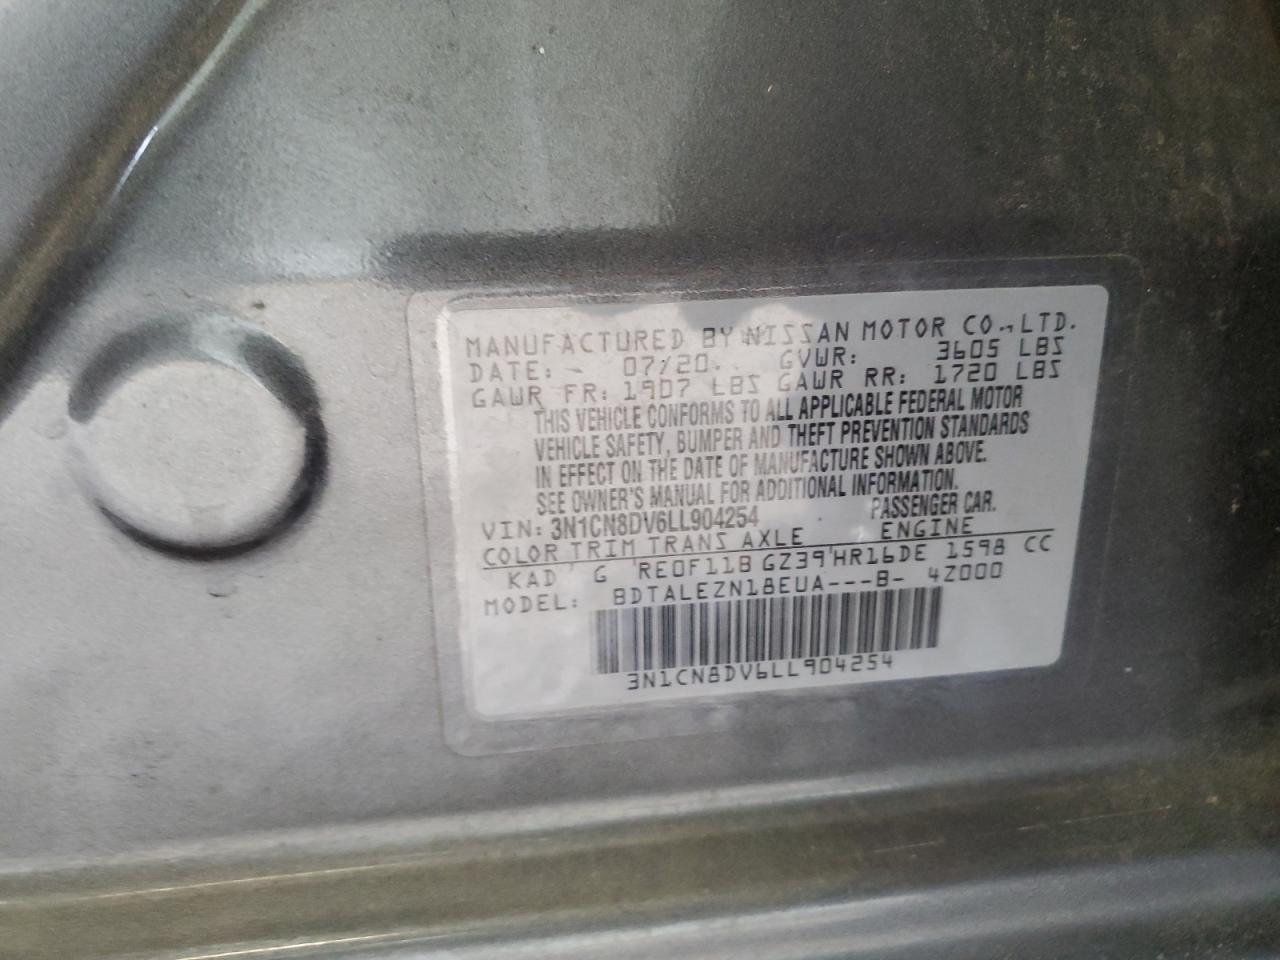 MANUFACTURED BY NISSAN MOTOR CO., LTD.
DATE: 07/20 GVWR: 3605 LBS
GAWR FR: 1907 LBS GAWR RR: 1720 LBS
THIS VEHICLE CONFORMS TO ALL APPLICABLE FEDERAL MOTOR
VEHICLE SAFETY, BUMPER AND THEFT PREVENTION STANDARDS
IN EFFECT ON THE DATE OF MANUFACTURE SHOWN ABOVE.
SEE OWNER'S MANUAL FOR ADDITIONAL INFORMATION.
VIN: 3N1CN8DV6LL904254 PASSENGER CAR.
COLOR TRIM TRANS AXLE ENGINE
KAD G RE0F11B GZ39 HR16DE 1598 CC
MODEL: BDTALEZN18EUA---B- 4Z000
3N1CN8DV6LL904254